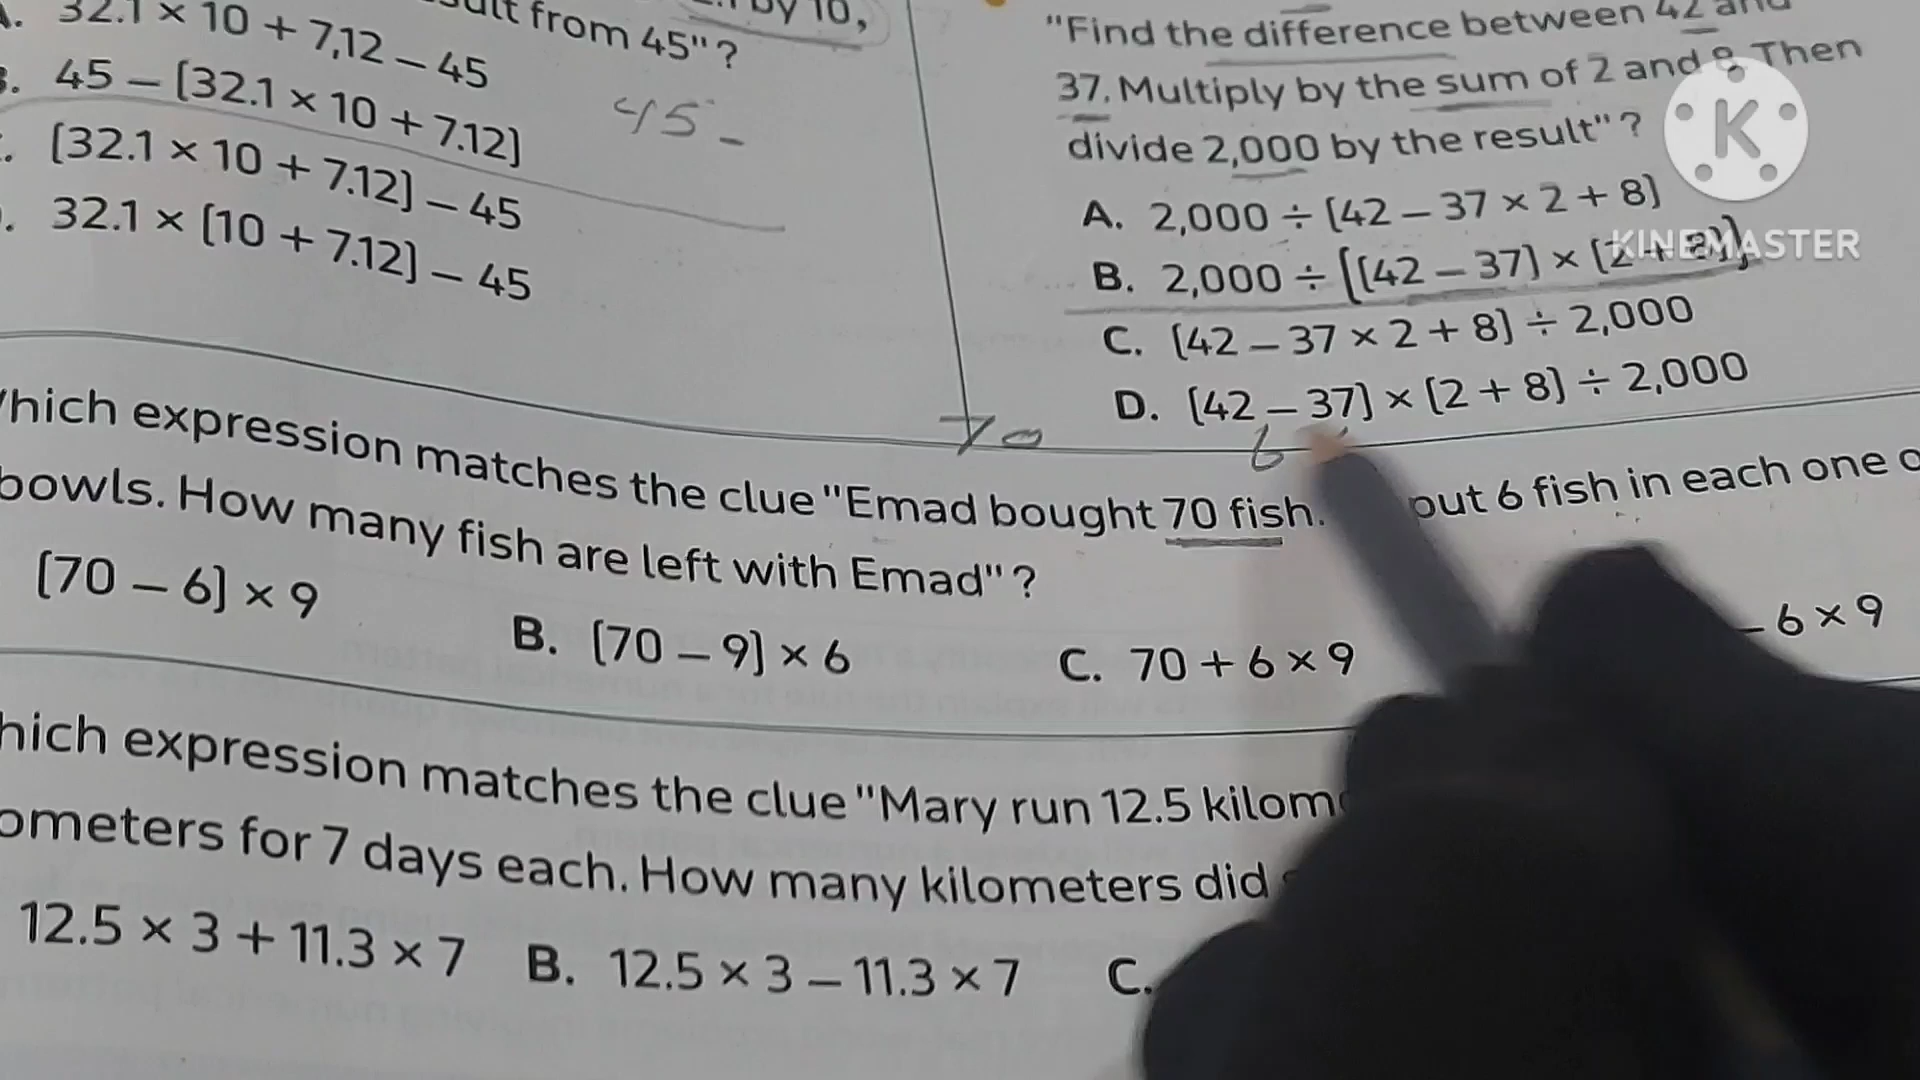 by 10,
from 45"?
32.1 × 10 + 7,12 – 45
45 – (32.1 × 10 + 7.12)
(32.1 × 10 + 7.12) – 45
32.1 × (10 + 7.12) – 45
45 –
"Find the difference between 42 and
37. Multiply by the sum of 2 and 8. Then
divide 2,000 by the result"?
A. 2,000 ÷ (42 – 37 × 2 + 8)
B. 2,000 ÷ ((42 – 37) × (2 + 8))
C. (42 – 37 × 2 + 8) ÷ 2,000
D. (42 – 37) × (2 + 8) ÷ 2,000
K
KINEMASTER
70
6
expression matches the clue "Emad bought 70 fish. put 6 fish in each one
bowls. How many fish are left with Emad"?
(70 – 6) × 9
B. (70 – 9) × 6
C. 70 + 6 × 9
– 6 × 9
expression matches the clue "Mary run 12.5
for 7 days each. How many kilometers did
12.5 × 3 + 11.3 × 7
B. 12.5 × 3 – 11.3 × 7
C.